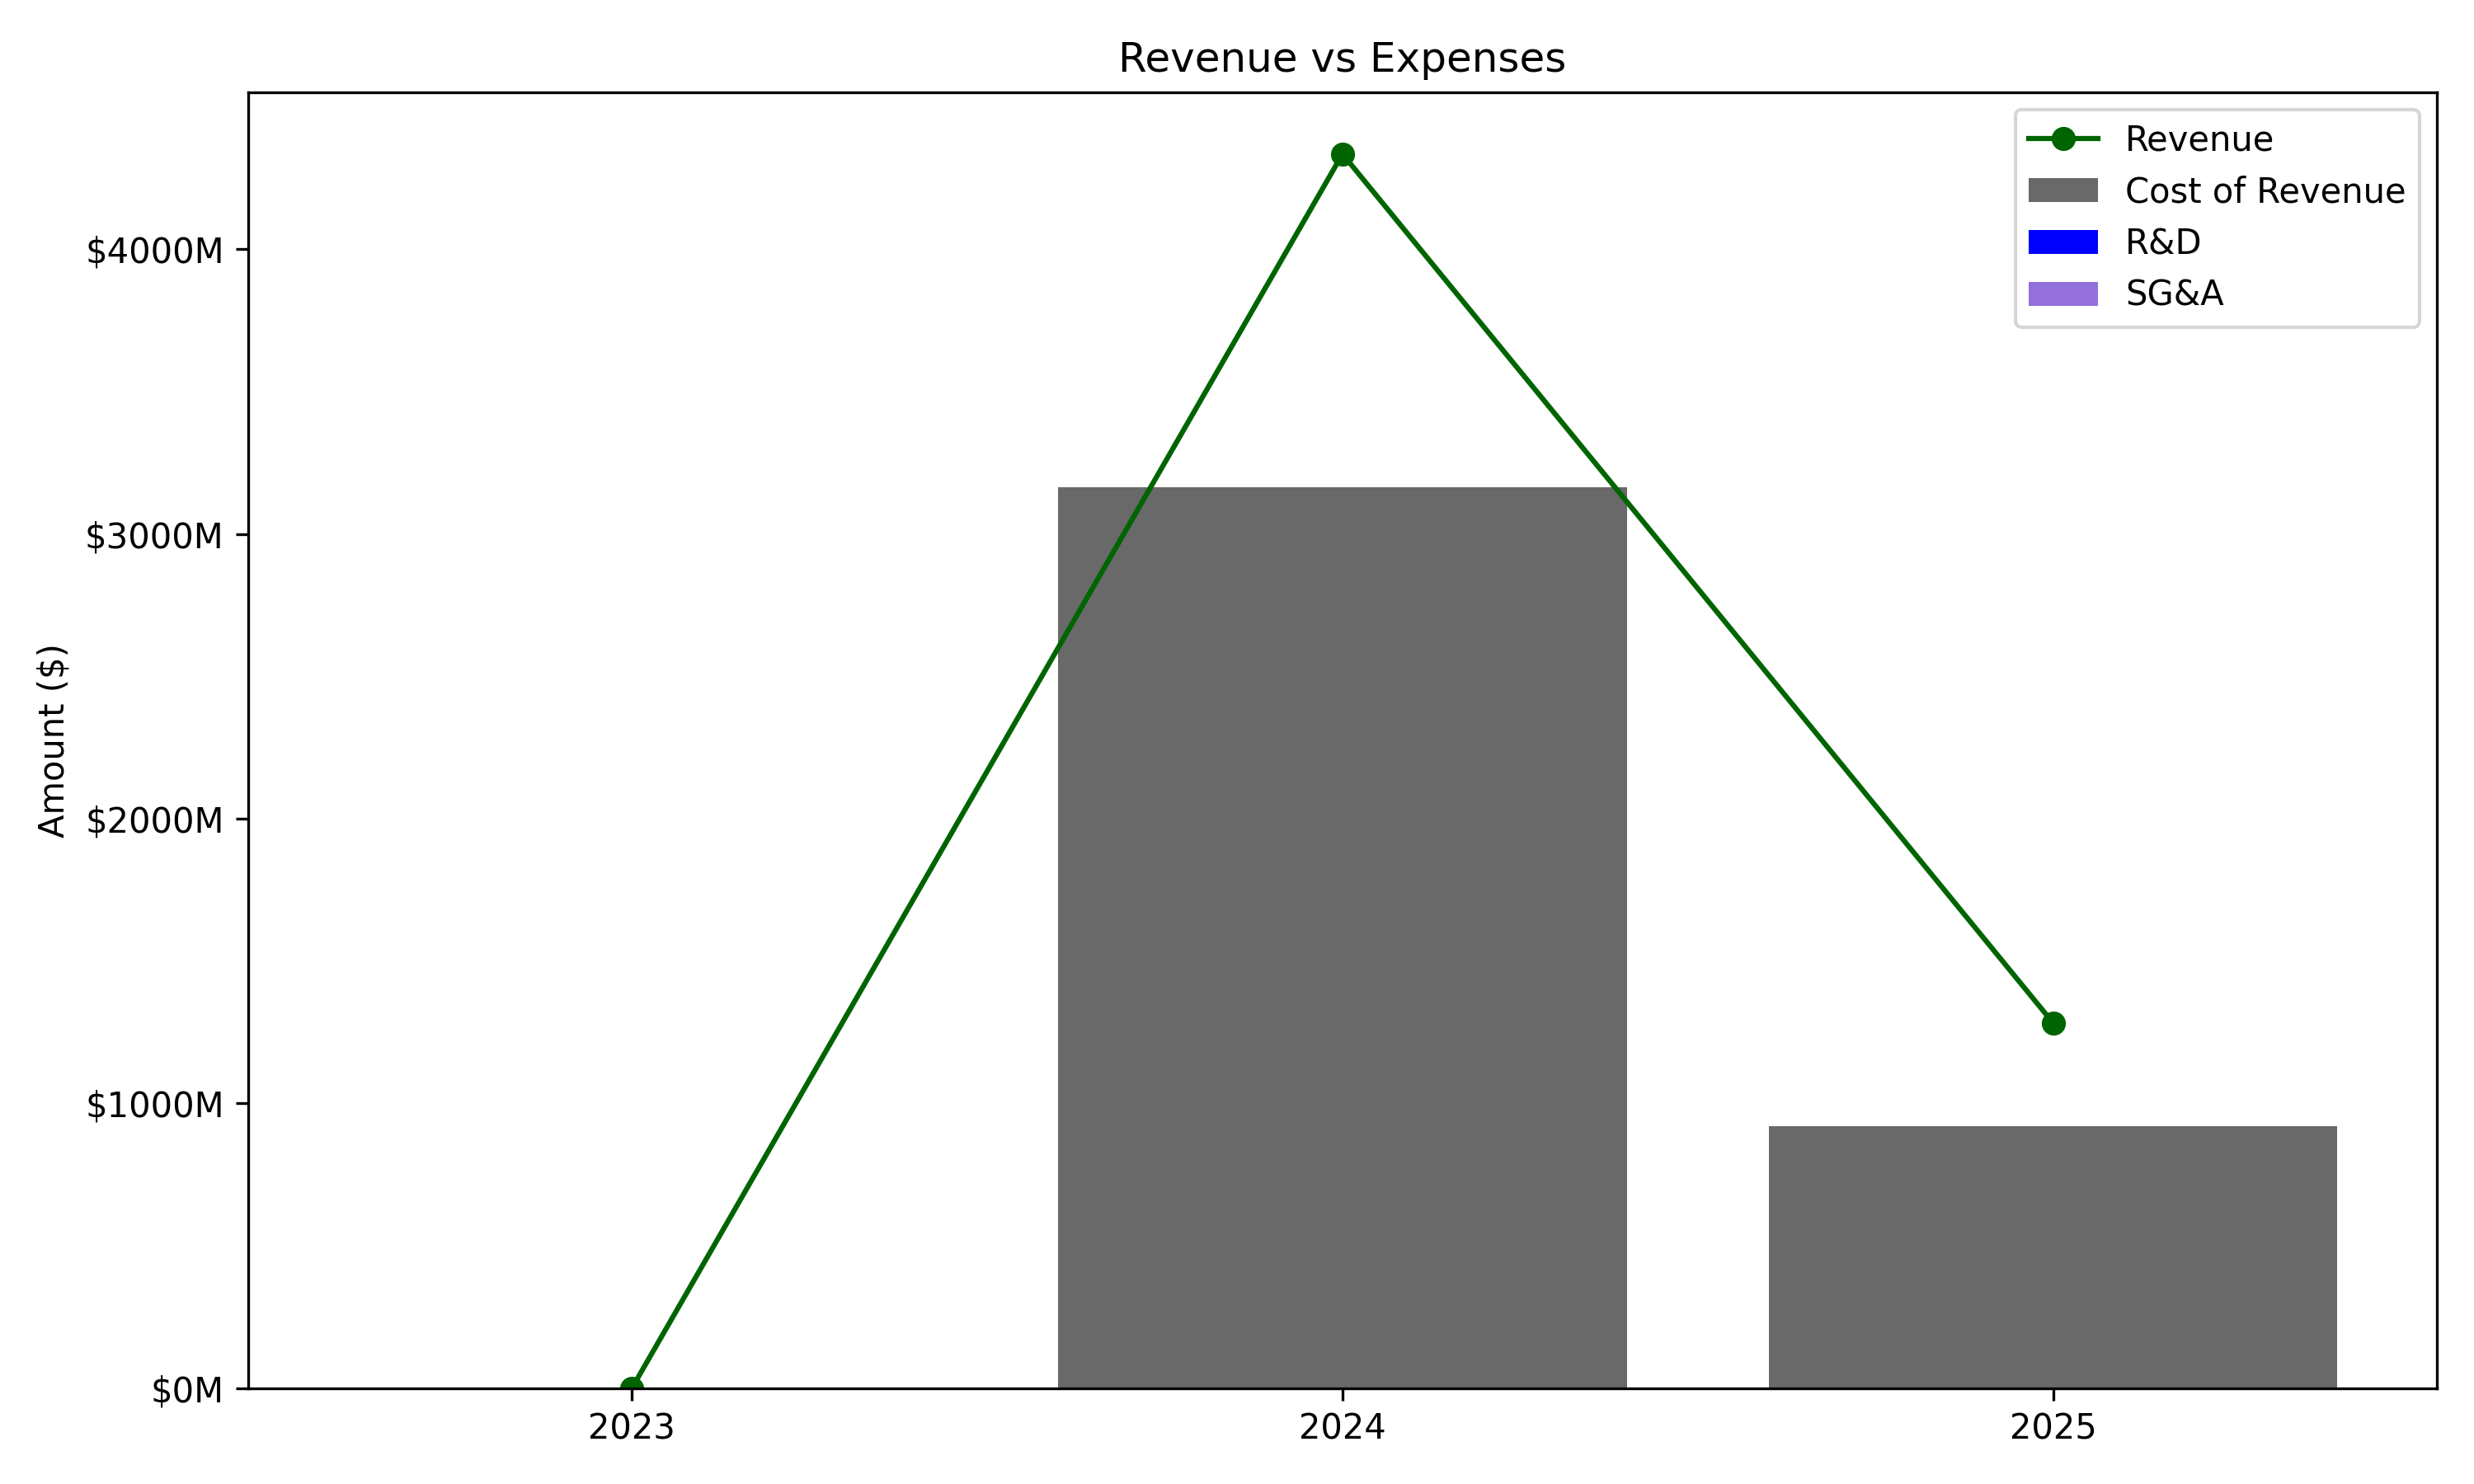 Revenue vs Expenses
Revenue
Cost of Revenue
R&D
SG&A
Amount ($)
$4000M
$3000M
$2000M
$1000M
$0M
2023
2024
2025